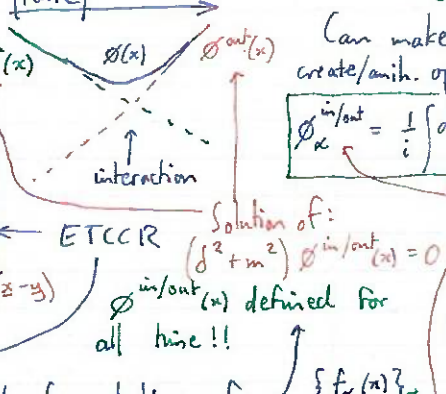 (x)
ø(x)
ø^out(x)
Can make
create/anih. op
ø_α^in/out = 1/i ∫
interaction
Solution of:
← ETCCR
(∂² + m²) ø^in/out(x) = 0
-y)
ø^in/out(x) defined for
all time!!
{f_α(x)}